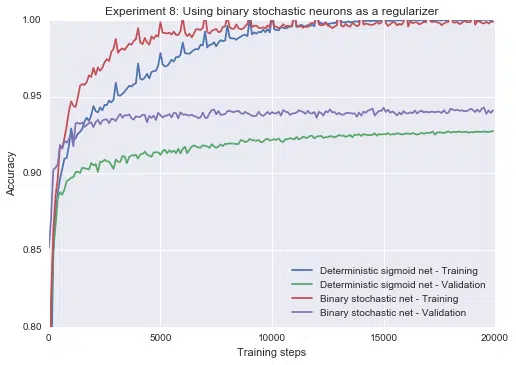 Experiment 8: Using binary stochastic neurons as a regularizer
1.00
0.95
0.90
0.85
0.80
Accuracy
0
5000
10000
15000
20000
Training steps
Deterministic sigmoid net - Training
Deterministic sigmoid net - Validation
Binary stochastic net - Training
Binary stochastic net - Validation